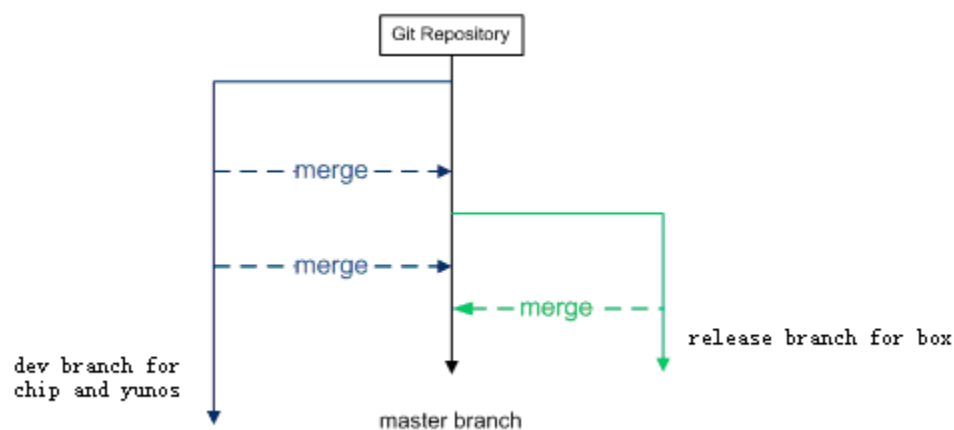 Git Repository
merge
merge
merge
release branch for box
dev branch for
chip and yunos
master branch